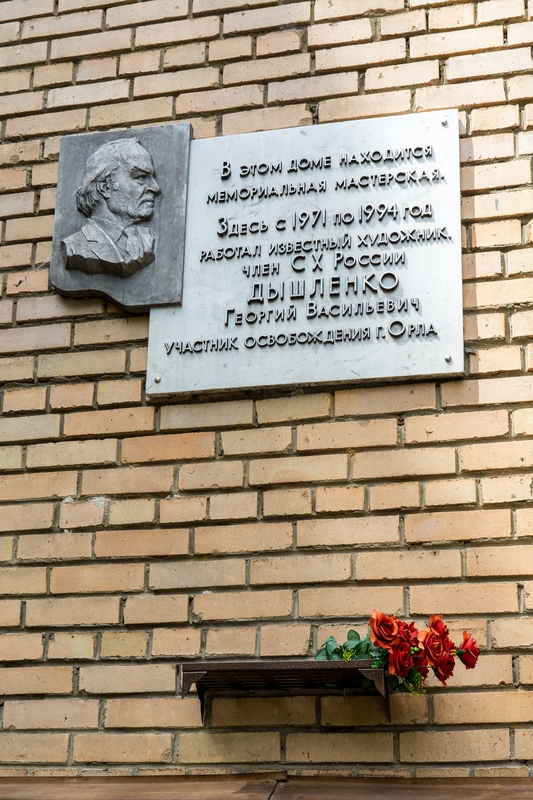 В ЭТОМ ДОМЕ НАХОДИТСЯ
МЕМОРИАЛЬНАЯ МАСТЕРСКАЯ.
ЗДЕСЬ С 1971 ПО 1994 ГОД
РАБОТАЛ ИЗВЕСТНЫЙ ХУДОЖНИК,
ЧЛЕН СХ РОССИИ
ДЫШЛЕНКО
ГЕОРГИЙ ВАСИЛЬЕВИЧ
УЧАСТНИК ОСВОБОЖДЕНИЯ Г. ОРЛА